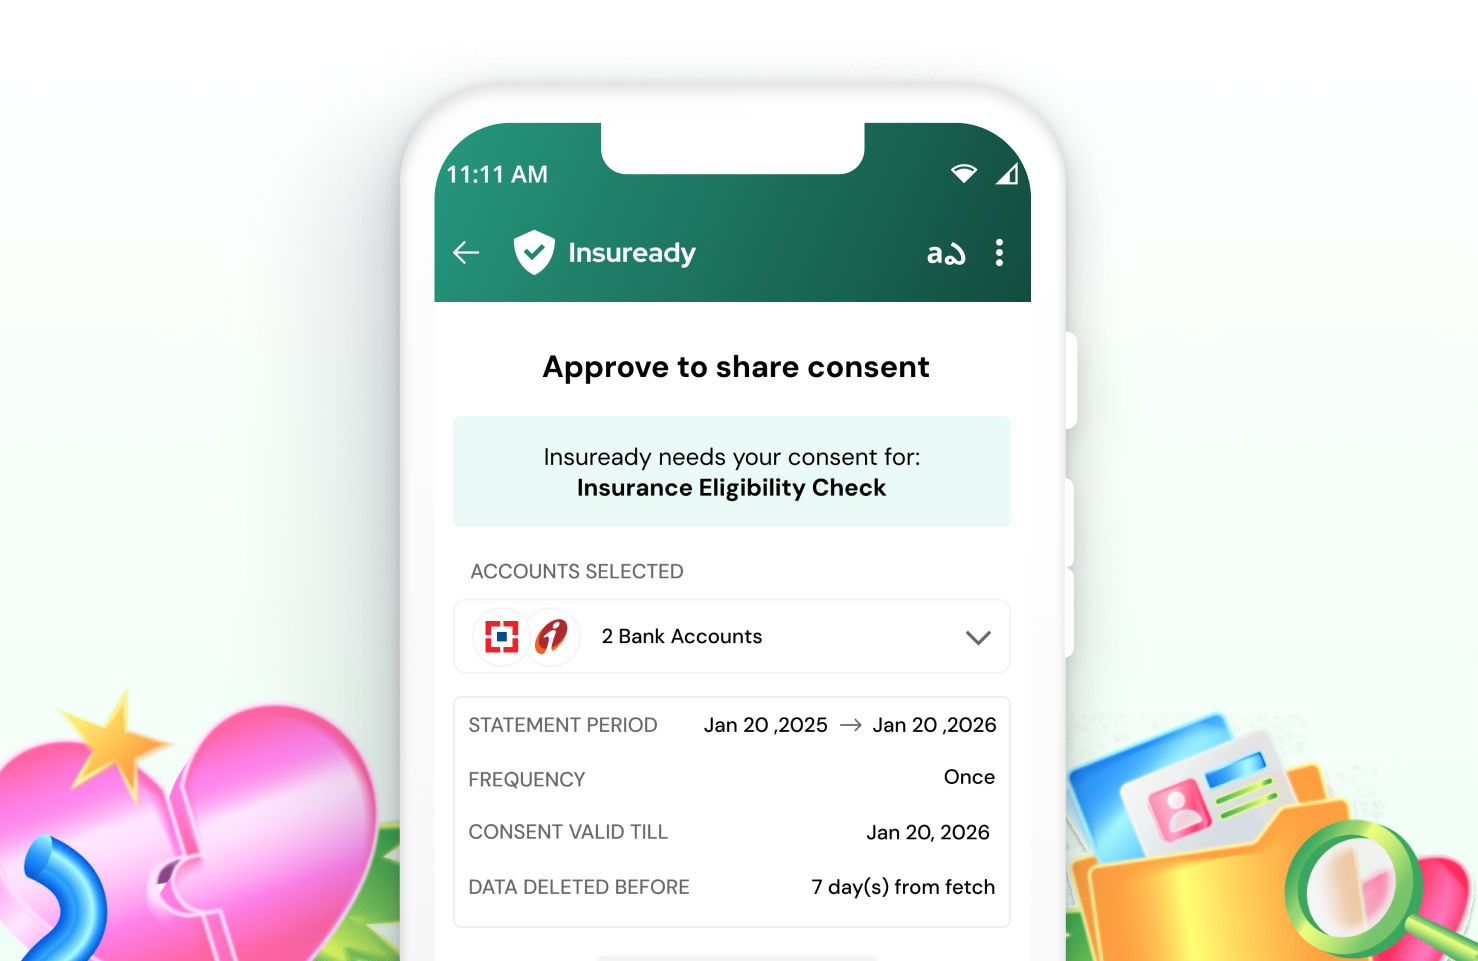 11:11 AM
Insuready
Approve to share consent
Insuready needs your consent for:
Insurance Eligibility Check
ACCOUNTS SELECTED
2 Bank Accounts
STATEMENT PERIOD Jan 20 ,2025 → Jan 20 ,2026
FREQUENCY Once
CONSENT VALID TILL Jan 20, 2026
DATA DELETED BEFORE 7 day(s) from fetch